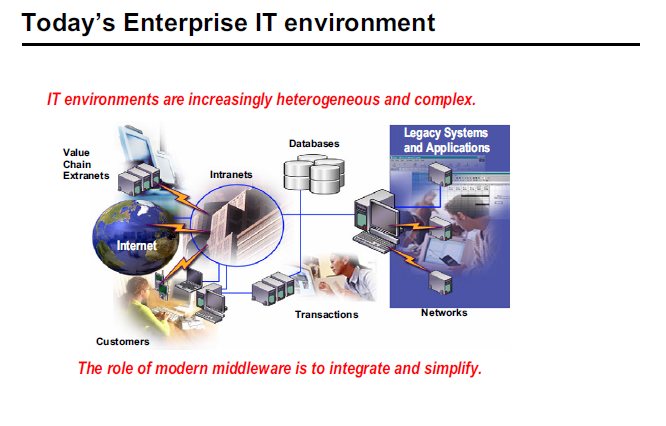 Today's Enterprise IT environment
IT environments are increasingly heterogeneous and complex.
Legacy Systems
and Applications
Databases
Value
Chain
Extranets
Intranets
Internet
Transactions
Networks
Customers
The role of modern middleware is to integrate and simplify.